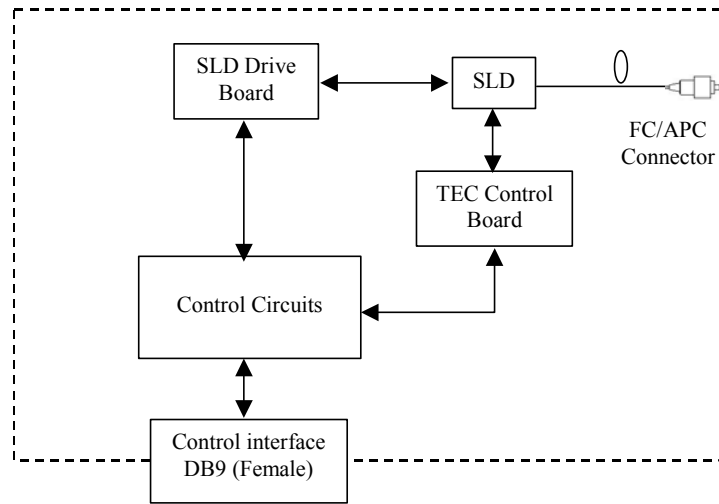 SLD Drive
Board
SLD
FC/APC
Connector
TEC Control
Board
Control Circuits
Control interface
DB9 (Female)